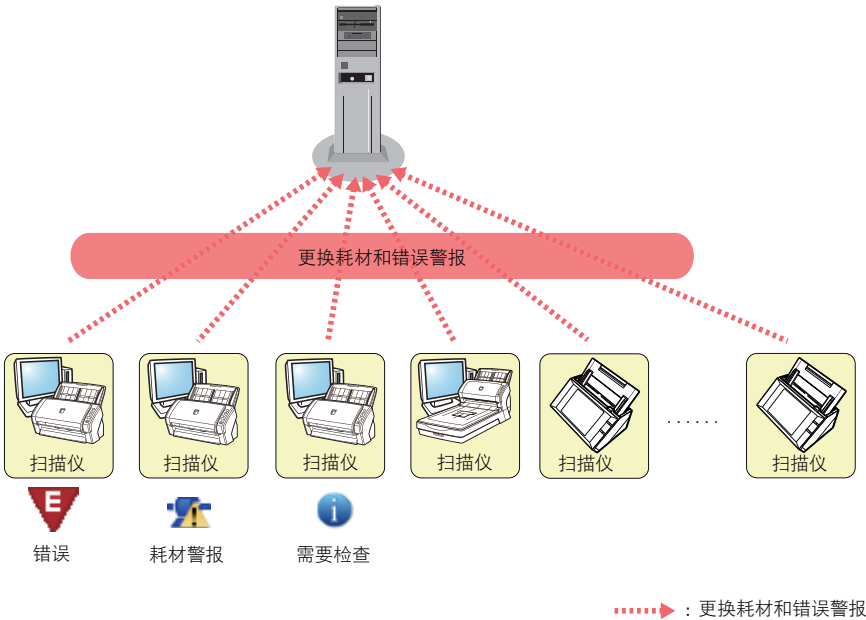 更换耗材和错误警报
扫描仪
扫描仪
扫描仪
扫描仪
扫描仪
......
扫描仪
E
i
错误
耗材警报
需要检查
：更换耗材和错误警报